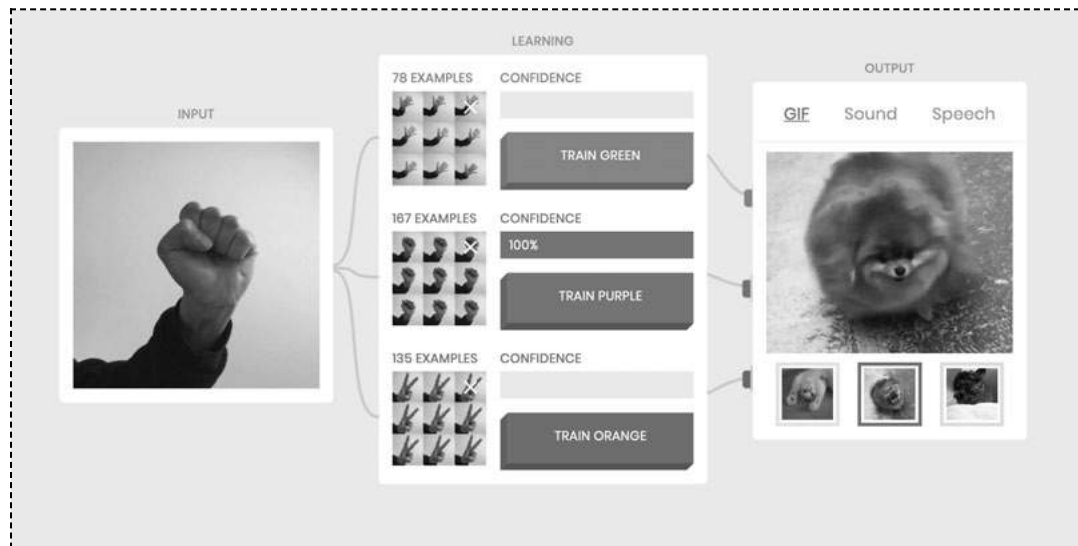 LEARNING
OUTPUT
INPUT
78 EXAMPLES CONFIDENCE
TRAIN GREEN
167 EXAMPLES CONFIDENCE
100%
TRAIN PURPLE
135 EXAMPLES CONFIDENCE
TRAIN ORANGE
GIF Sound Speech